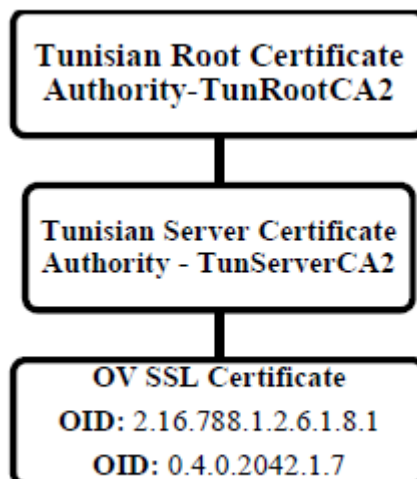 Tunisian Root Certificate
Authority-TunRootCA2
Tunisian Server Certificate
Authority - TunServerCA2
OV SSL Certificate
OID: 2.16.788.1.2.6.1.8.1
OID: 0.4.0.2042.1.7